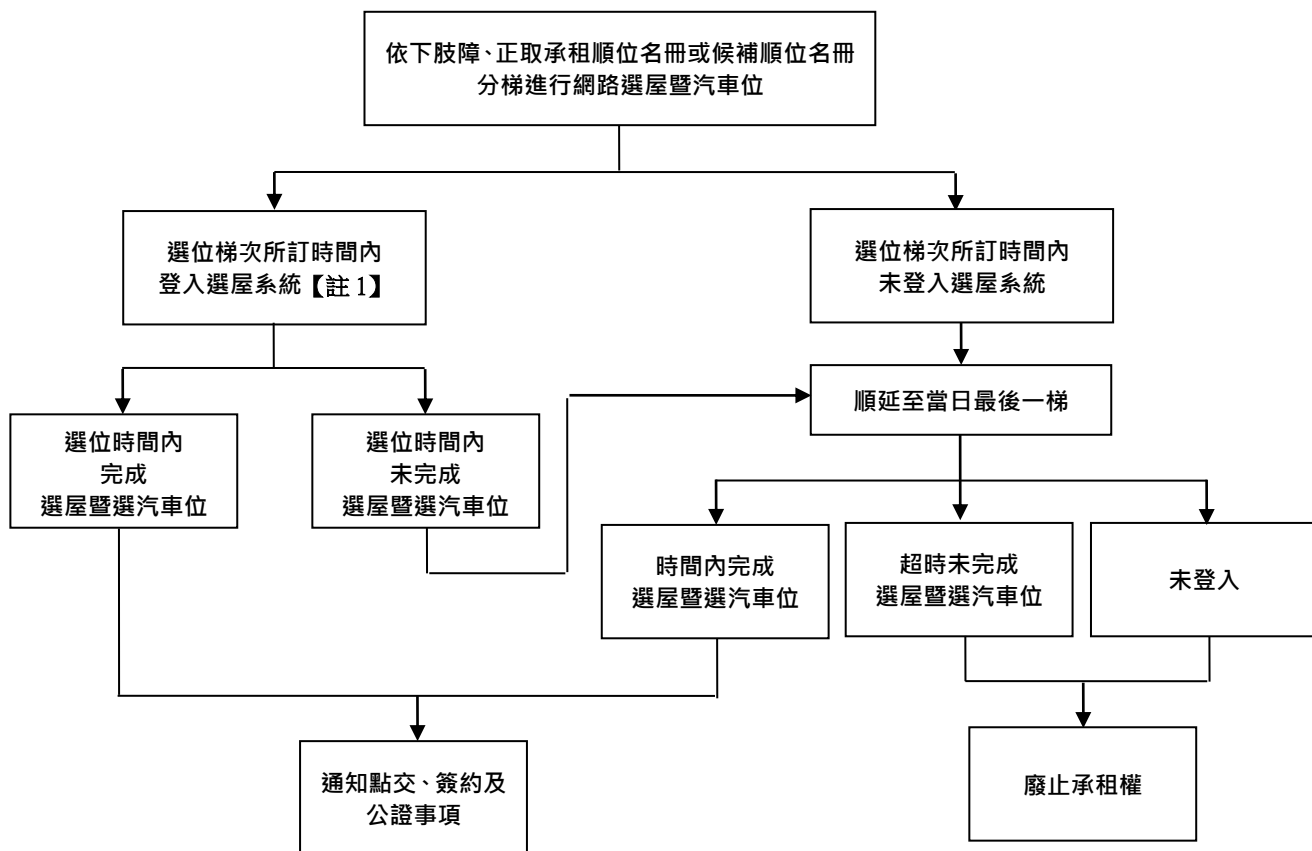 依下肢障、正取承租順位名冊或候補順位名冊
分梯進行網路選屋暨汽車位
選位梯次所訂時間內
登入選屋系統【註1】
選位梯次所訂時間內
未登入選屋系統
順延至當日最後一梯
選位時間內
完成
選屋暨選汽車位
選位時間內
未完成
選屋暨選汽車位
時間內完成
選屋暨選汽車位
超時未完成
選屋暨選汽車位
未登入
通知點交、簽約及
公證事項
廢止承租權